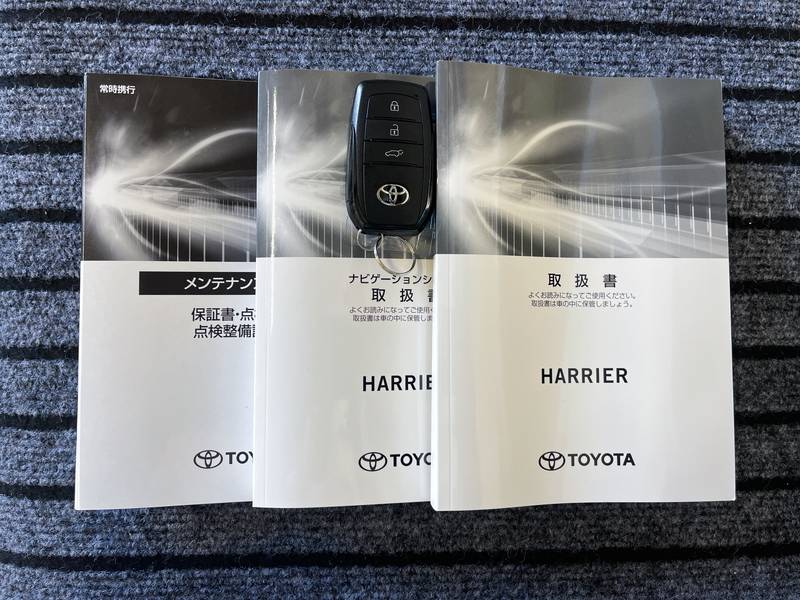 常時携行
メンテナンス
保証書・点
点検整備
TOY
ナビゲーションシ
取扱書
よくお読みになってご使用
取扱書は車の中に保管しま
HARRIE
TOYO
取扱書
よくお読みになってご使用ください。
取扱書は車の中に保管しましょう。
HARRIER
TOYOTA